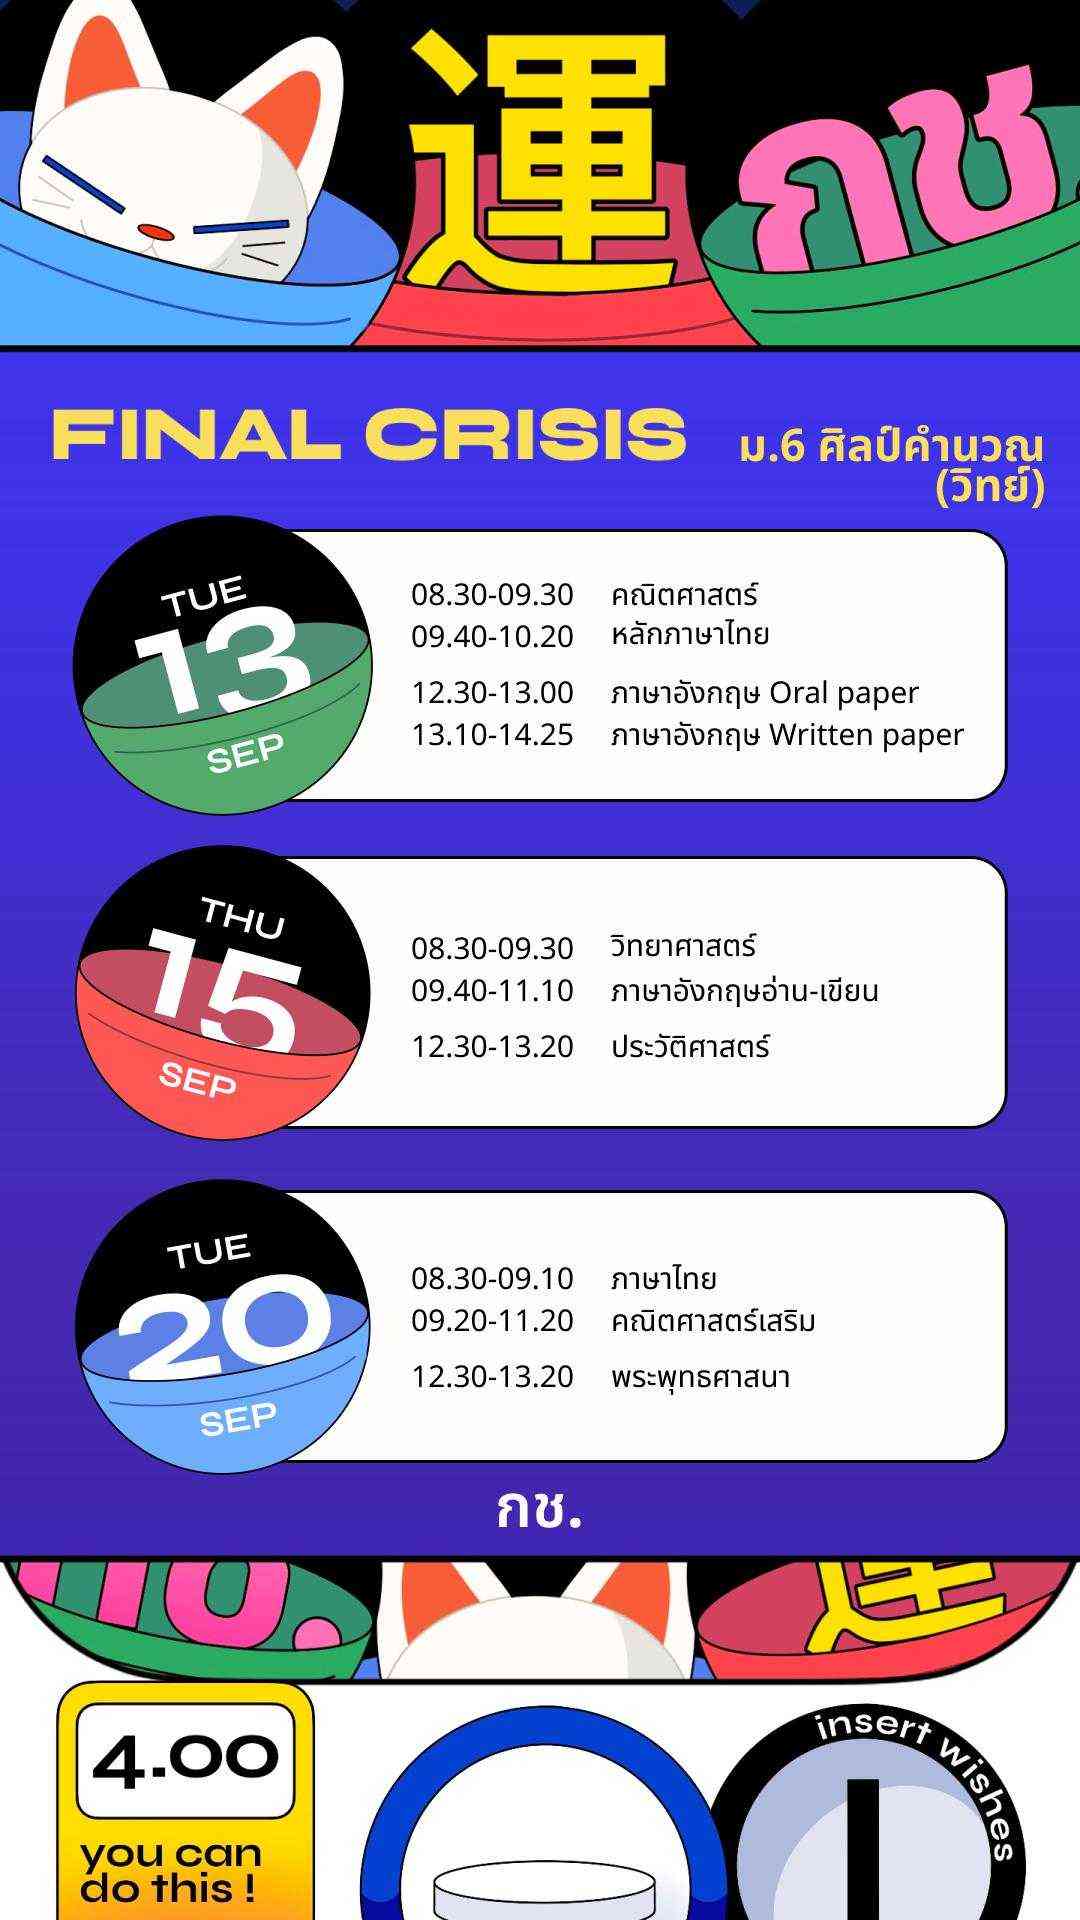 運
กช
FINAL CRISIS
ม.6 ศิลป์คำนวณ
(วิทย์)
TUE
13
SEP
08.30-09.30 คณิตศาสตร์
09.40-10.20 หลักภาษาไทย
12.30-13.00 ภาษาอังกฤษ Oral paper
13.10-14.25 ภาษาอังกฤษ Written paper
THU
15
SEP
08.30-09.30 วิทยาศาสตร์
09.40-11.10 ภาษาอังกฤษอ่าน-เขียน
12.30-13.20 ประวัติศาสตร์
TUE
20
SEP
08.30-09.10 ภาษาไทย
09.20-11.20 คณิตศาสตร์เสริม
12.30-13.20 พระพุทธศาสนา
กช.
4.00
you can
do this !
insert wishes